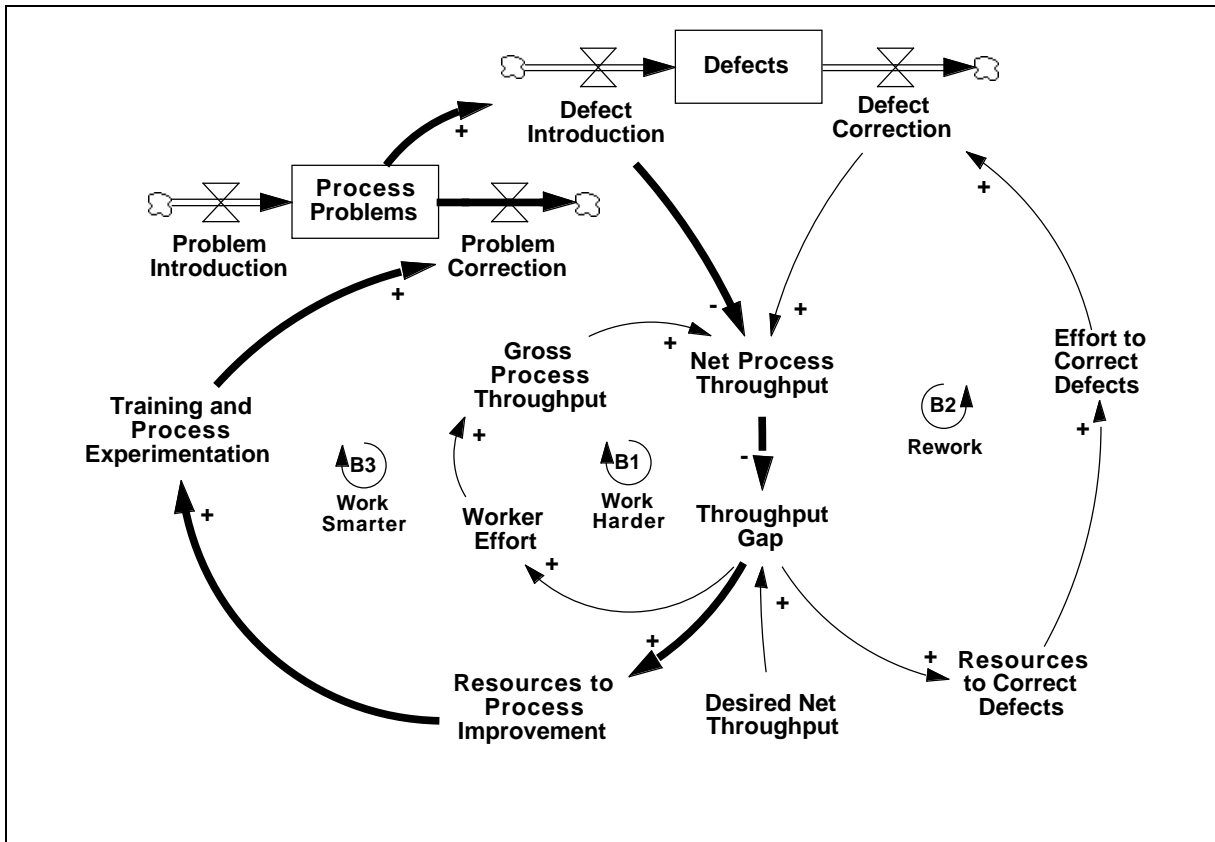 Defects
Defect
Introduction
Defect
Correction
+
Process
Problems
Problem
Introduction
Problem
Correction
+
+
-
+
+
Gross
Process
Throughput
Net Process
Throughput
Effort to
Correct
Defects
Training and
Process
Experimentation
+
B3
Work
Smarter
+
B1
Work
Harder
-
B2
Rework
+
Worker
Effort
+
Throughput
Gap
+
+
+
Resources to
Process
Improvement
Desired Net
Throughput
Resources
to Correct
Defects